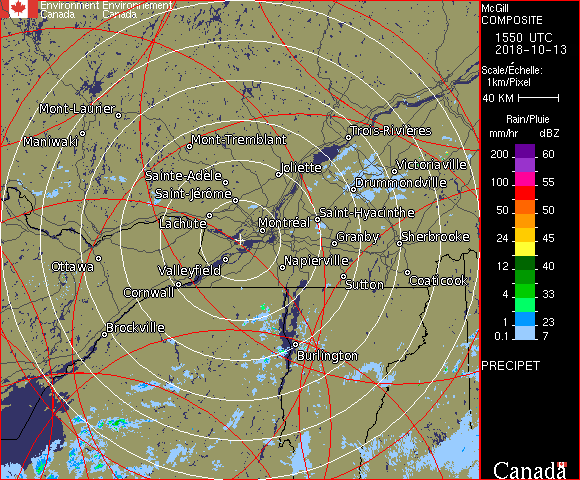 Environment Environnement
Canada Canada
McGill
COMPOSITE
1550 UTC
2018-10-13
Scale/Échelle:
1km/Pixel
40 KM
Rain/Pluie
mm/hr dBZ
200 60
100 55
50 50
24 45
12 40
4 33
1 23
0.1 7
PRECIPET
Canada
Mont-Laurier
Maniwaki
Mont-Tremblant
Trois-Rivières
Sainte-Adèle
Joliette
Victoriaville
Saint-Jérôme
Drummondville
Lachute
Montréal
Saint-Hyacinthe
Granby
Sherbrooke
Ottawa
Valleyfield
Napierville
Cornwall
Sutton
Coaticook
Brockville
Burlington